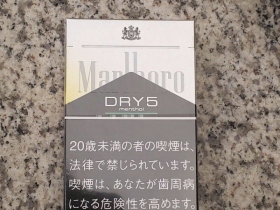 Marlboro
DRY5
menthol
20歳未満の者の喫煙は、
法律で禁じられています。
喫煙は、あなたが歯周病
になる危険性を高めます。